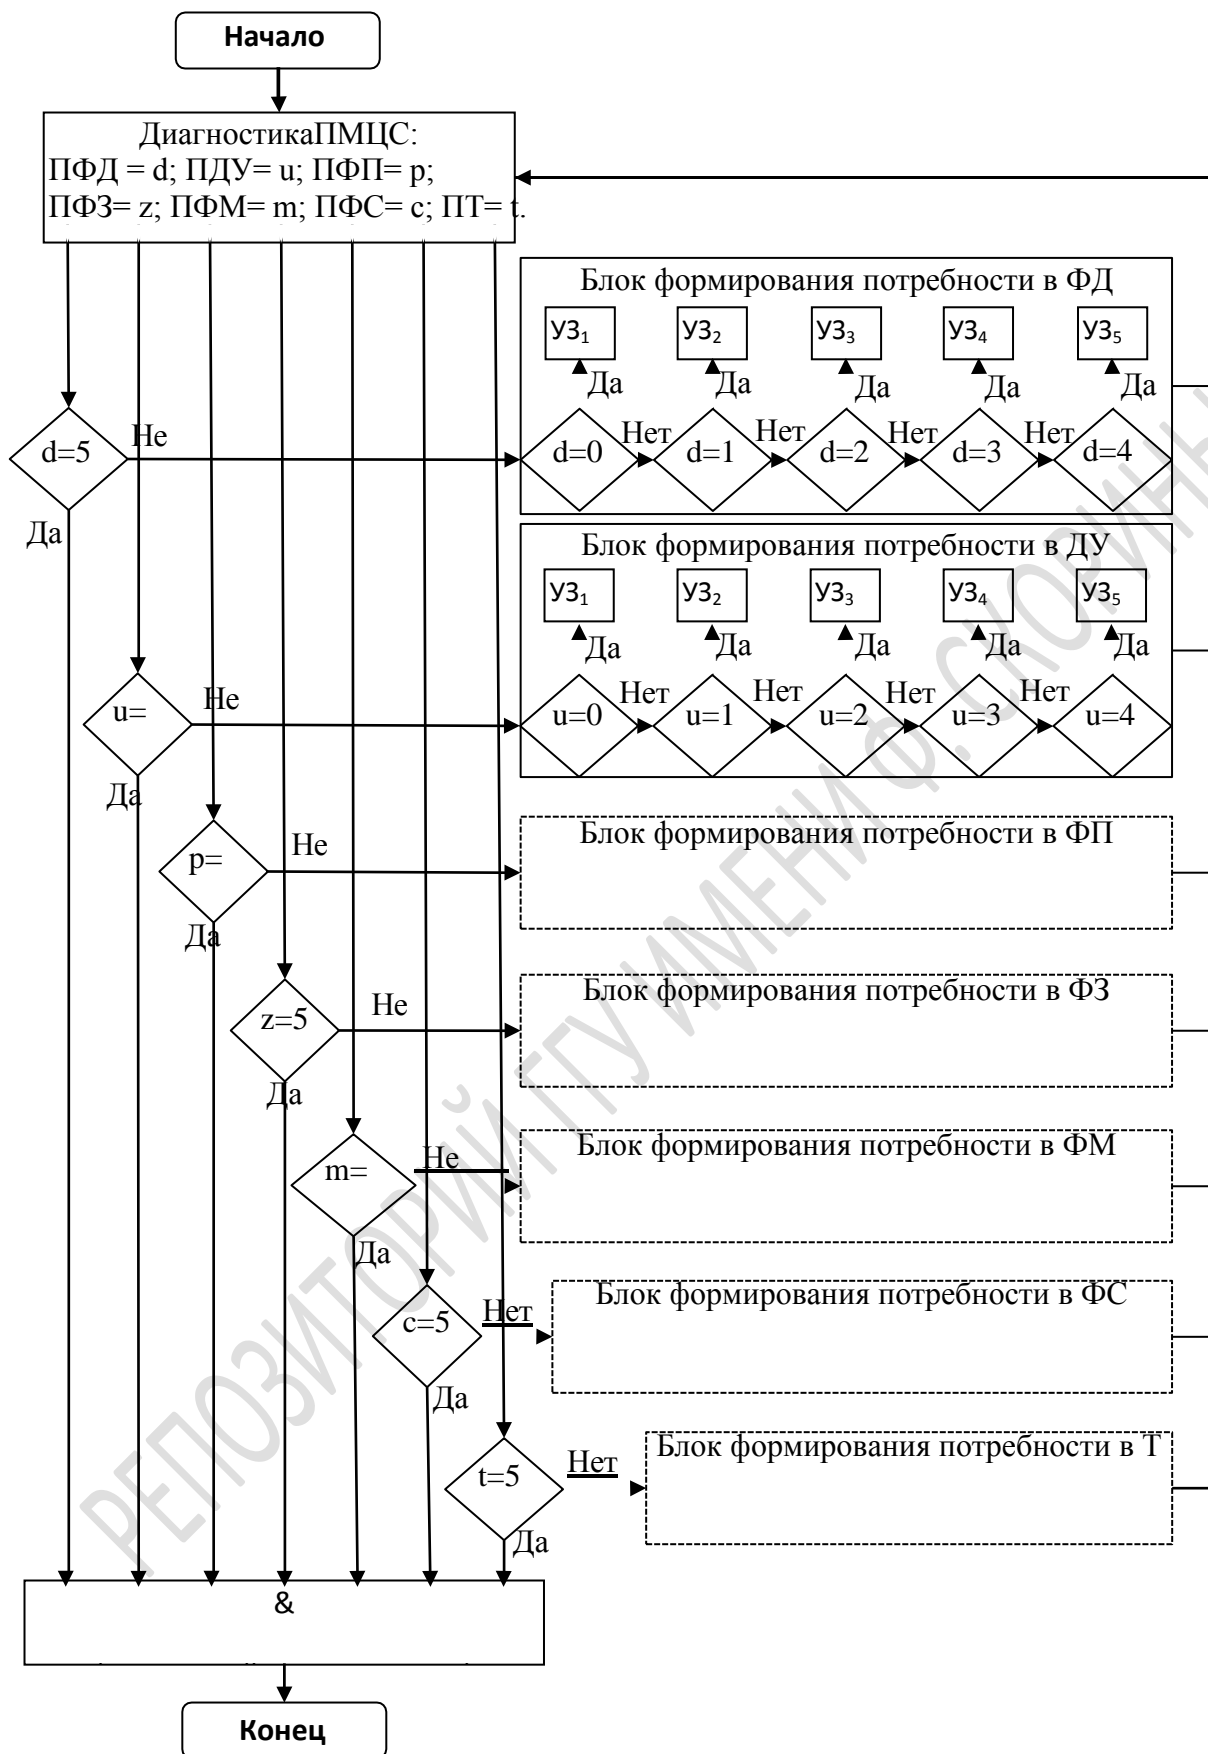 Начало
ДиагностикаПМЦС:
ПФД = d; ПДУ= u; ПФП= p;
ПФЗ= z; ПФМ= m; ПФС= c; ПТ= t.
Блок формирования потребности в ФД
УЗ1 УЗ2 УЗ3 УЗ4 УЗ5
Да Да Да Да Да
d=5 Не d=0 Нет d=1 Нет d=2 Нет d=3 Нет d=4
Да
Блок формирования потребности в ДУ
УЗ1 УЗ2 УЗ3 УЗ4 УЗ5
Да Да Да Да Да
u= Не u=0 Нет u=1 Нет u=2 Нет u=3 Нет u=4
Да
Блок формирования потребности в ФП
p= Не
Да
Блок формирования потребности в ФЗ
z=5 Не
Да
Блок формирования потребности в ФМ
m= Не
Да
Блок формирования потребности в ФС
c=5 Нет
Да
Блок формирования потребности в Т
t=5 Нет
Да
&
Конец
РЕПОЗИТОРИЙ ГГУ ИМЕНИ Ф. СКОРИНЫ